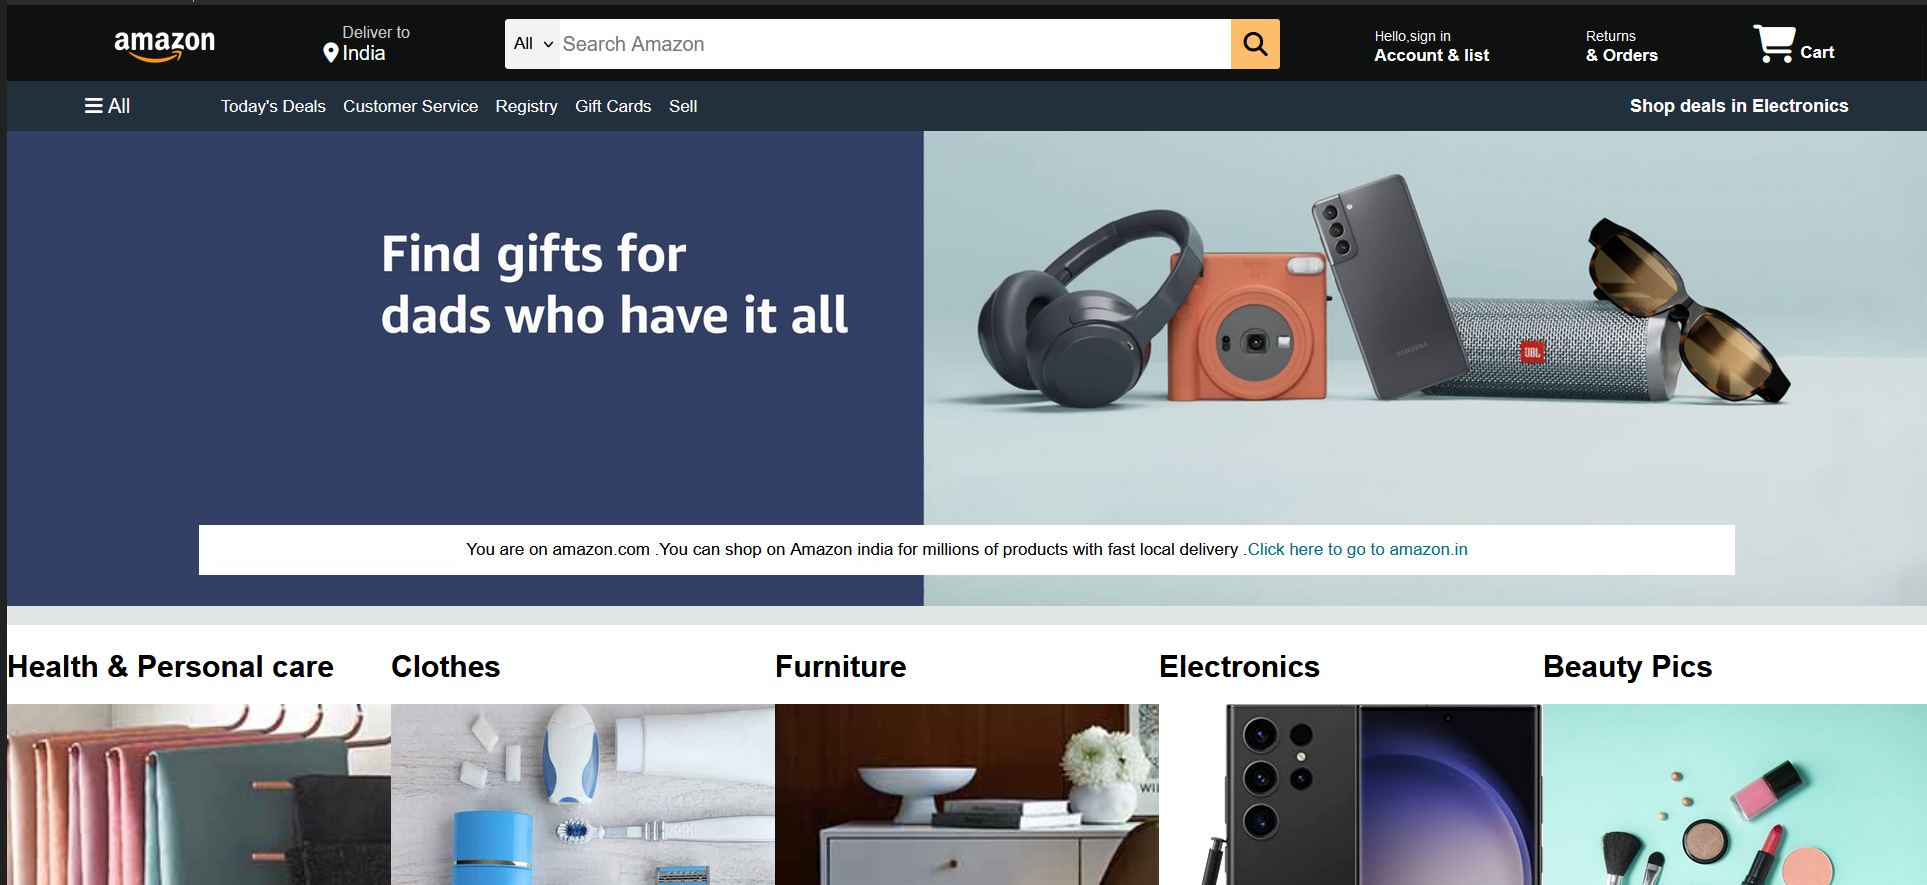 amazon
Deliver to
India
All
Search Amazon
Hello,sign in
Account & list
Returns
& Orders
Cart
All
Today's Deals Customer Service Registry Gift Cards Sell
Shop deals in Electronics
Find gifts for
dads who have it all
SAMSUNG
JBL
You are on amazon.com .You can shop on Amazon india for millions of products with fast local delivery .Click here to go to amazon.in
Health & Personal care
Clothes
Furniture
Electronics
Beauty Pics